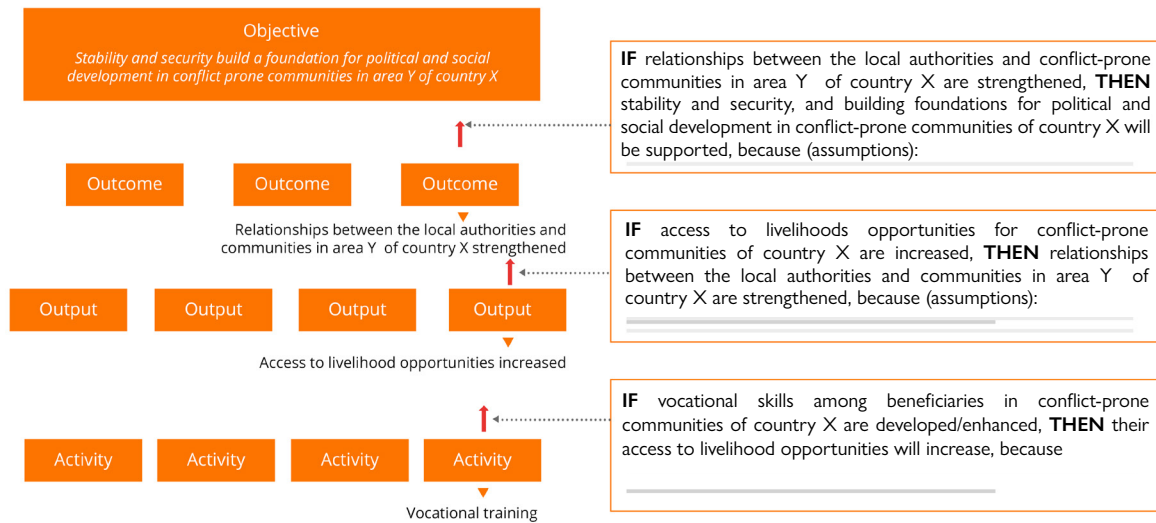 Objective
Stability and security build a foundation for political and social
development in conflict prone communities in area Y of country X
IF relationships between the local authorities and conflict-prone
communities in area Y of country X are strengthened, THEN
stability and security, and building foundations for political and
social development in conflict-prone communities of country X will
be supported, because (assumptions):
Outcome
Outcome
Outcome
Relationships between the local authorities and
communities in area Y of country X strengthened
IF access to livelihoods opportunities for conflict-prone
communities of country X are increased, THEN relationships
between the local authorities and communities in area Y of
country X are strengthened, because (assumptions):
Output
Output
Output
Output
Access to livelihood opportunities increased
IF vocational skills among beneficiaries in conflict-prone
communities of country X are developed/enhanced, THEN their
access to livelihood opportunities will increase, because
Activity
Activity
Activity
Activity
Vocational training